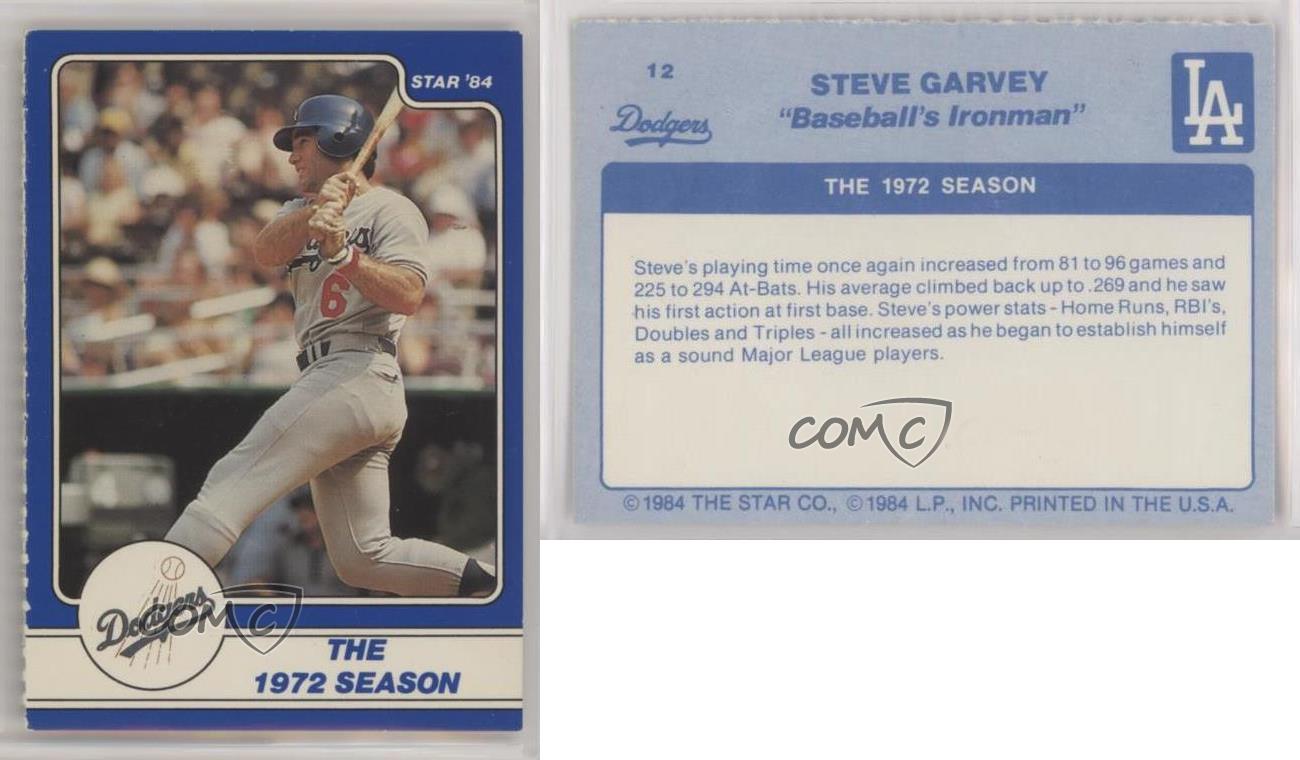 STAR '84
Dodgers
6
Dodgers
COMC
THE
1972 SEASON
12
STEVE GARVEY
Dodgers
"Baseball's Ironman"
LA
THE 1972 SEASON
Steve's playing time once again increased from 81 to 96 games and
225 to 294 At-Bats. His average climbed back up to .269 and he saw
his first action at first base. Steve's power stats - Home Runs, RBI's,
Doubles and Triples - all increased as he began to establish himself
as a sound Major League players.
COMC
©1984 THE STAR CO., ©1984 L.P., INC. PRINTED IN THE U.S.A.